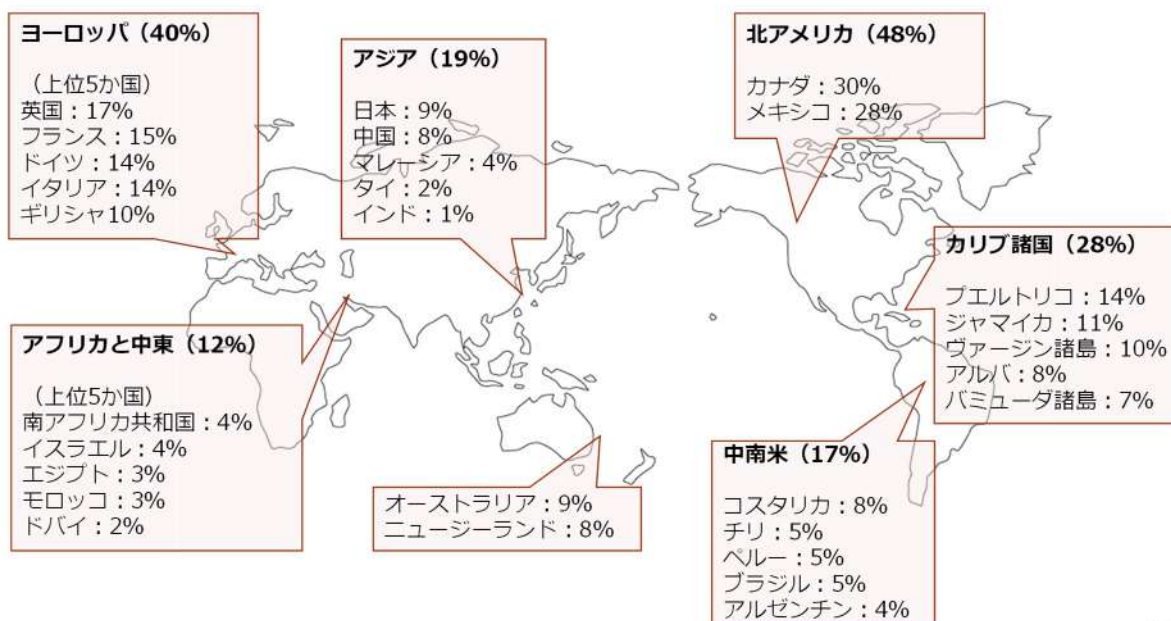 ヨーロッパ（40%）
（上位5か国）
英国：17%
フランス：15%
ドイツ：14%
イタリア：14%
ギリシャ10%
アジア（19%）
日本：9%
中国：8%
マレーシア：4%
タイ：2%
インド：1%
北アメリカ（48%）
カナダ：30%
メキシコ：28%
カリブ諸国（28%）
プエルトリコ：14%
ジャマイカ：11%
ヴァージン諸島：10%
アルバ：8%
バミューダ諸島：7%
アフリカと中東（12%）
（上位5か国）
南アフリカ共和国：4%
イスラエル：4%
エジプト：3%
モロッコ：3%
ドバイ：2%
オーストラリア：9%
ニュージーランド：8%
中南米（17%）
コスタリカ：8%
チリ：5%
ペルー：5%
ブラジル：5%
アルゼンチン：4%